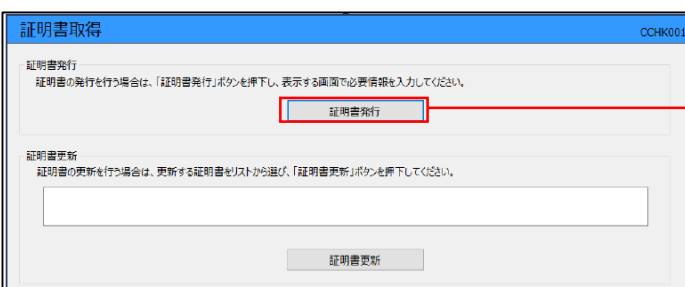 証明書取得
CCHK001
証明書発行
証明書の発行を行う場合は、「証明書発行」ボタンを押下し、表示する画面で必要情報を入力してください。
証明書発行
証明書更新
証明書の更新を行う場合は、更新する証明書をリストから選び、「証明書更新」ボタンを押下してください。
証明書更新